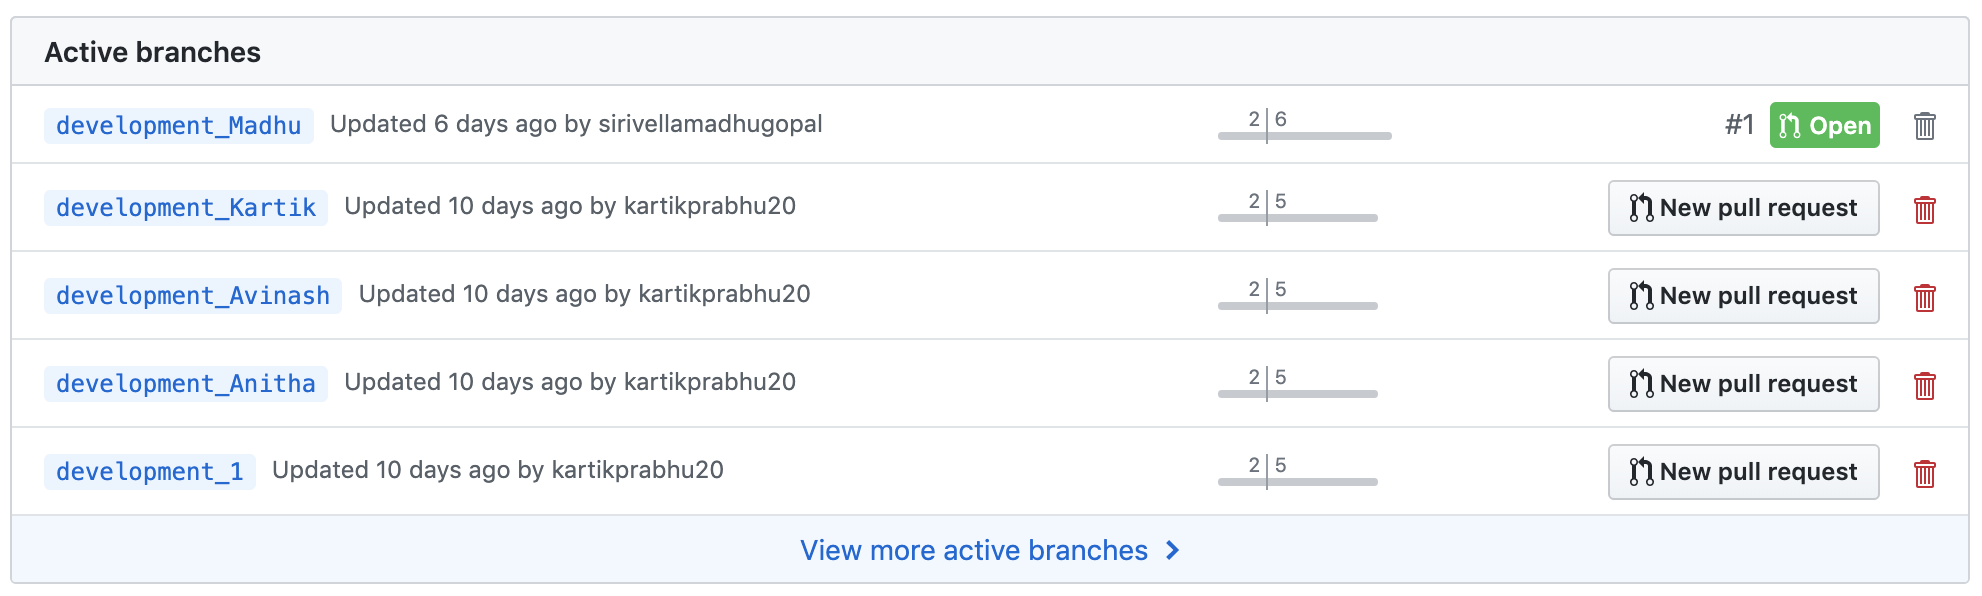 Active branches
development_Madhu Updated 6 days ago by sirivellamadhugopal 2 6 #1 Open
development_Kartik Updated 10 days ago by kartikprabhu20 2 5 New pull request
development_Avinash Updated 10 days ago by kartikprabhu20 2 5 New pull request
development_Anitha Updated 10 days ago by kartikprabhu20 2 5 New pull request
development_1 Updated 10 days ago by kartikprabhu20 2 5 New pull request
View more active branches